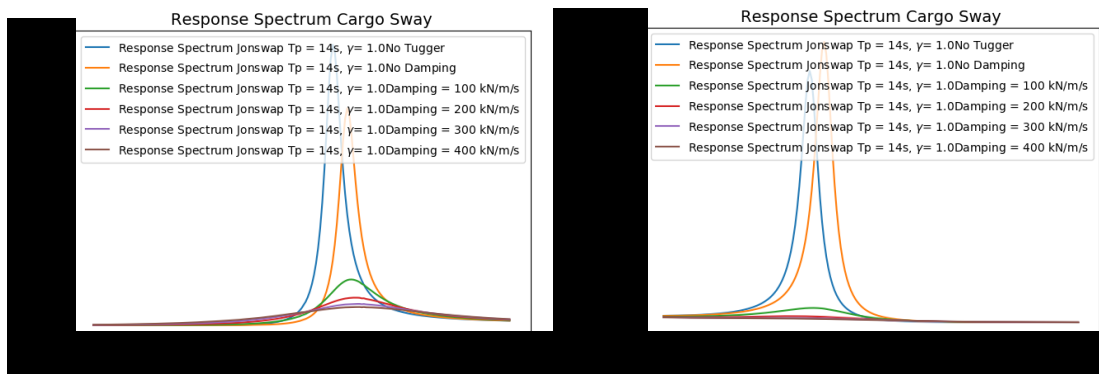 Response Spectrum Cargo Sway
Response Spectrum Jonswap Tp = 14s, γ= 1.0No Tugger
Response Spectrum Jonswap Tp = 14s, γ= 1.0No Damping
Response Spectrum Jonswap Tp = 14s, γ= 1.0Damping = 100 kN/m/s
Response Spectrum Jonswap Tp = 14s, γ= 1.0Damping = 200 kN/m/s
Response Spectrum Jonswap Tp = 14s, γ= 1.0Damping = 300 kN/m/s
Response Spectrum Jonswap Tp = 14s, γ= 1.0Damping = 400 kN/m/s
Response Spectrum Cargo Sway
Response Spectrum Jonswap Tp = 14s, γ= 1.0No Tugger
Response Spectrum Jonswap Tp = 14s, γ= 1.0No Damping
Response Spectrum Jonswap Tp = 14s, γ= 1.0Damping = 100 kN/m/s
Response Spectrum Jonswap Tp = 14s, γ= 1.0Damping = 200 kN/m/s
Response Spectrum Jonswap Tp = 14s, γ= 1.0Damping = 300 kN/m/s
Response Spectrum Jonswap Tp = 14s, γ= 1.0Damping = 400 kN/m/s